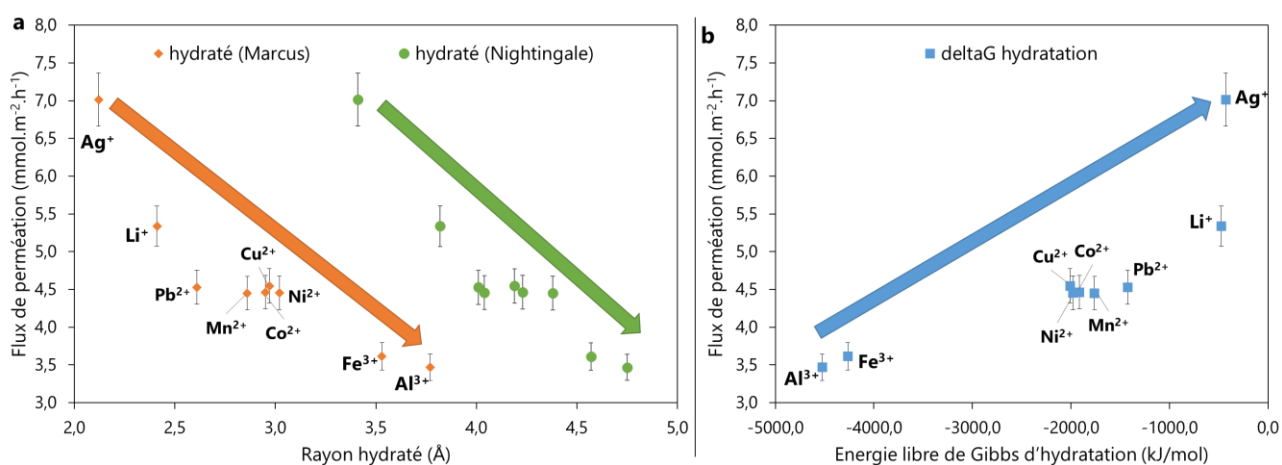 a
hydraté (Marcus)
hydraté (Nightingale)
Flux de perméation (mmol.m⁻².h⁻¹)
8,0
7,5
7,0
6,5
6,0
5,5
5,0
4,5
4,0
3,5
3,0
Ag⁺
Li⁺
Cu²⁺
Pb²⁺
Ni²⁺
Mn²⁺
Co²⁺
Fe³⁺
Al³⁺
2,0 2,5 3,0 3,5 4,0 4,5 5,0
Rayon hydraté (Å)
b
deltaG hydratation
Flux de perméation (mmol.m⁻².h⁻¹)
8,0
7,5
7,0
6,5
6,0
5,5
5,0
4,5
4,0
3,5
3,0
Ag⁺
Li⁺
Cu²⁺
Co²⁺
Pb²⁺
Ni²⁺
Mn²⁺
Al³⁺
Fe³⁺
-5000,0 -4000,0 -3000,0 -2000,0 -1000,0 0,0
Energie libre de Gibbs d'hydratation (kJ/mol)